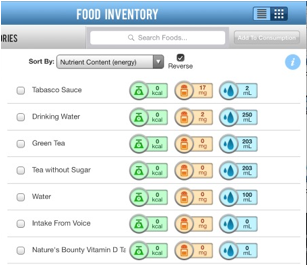 FOOD INVENTORY
RIES
Search Foods...
Add to Consumption
Sort By: Nutrient Content (energy) Reverse
Tabasco Sauce 0 kcal 17 mg 2 mL
Drinking Water 0 kcal 2 mg 250 mL
Green Tea 0 kcal 0 mg 203 mL
Tea without Sugar 0 kcal 0 mg 203 mL
Water 0 kcal 0 mg 100 mL
Intake From Voice 0 kcal 0 mg 0 mL
Nature's Bounty Vitamin D Ta 0 kcal 0 mg 0 mL